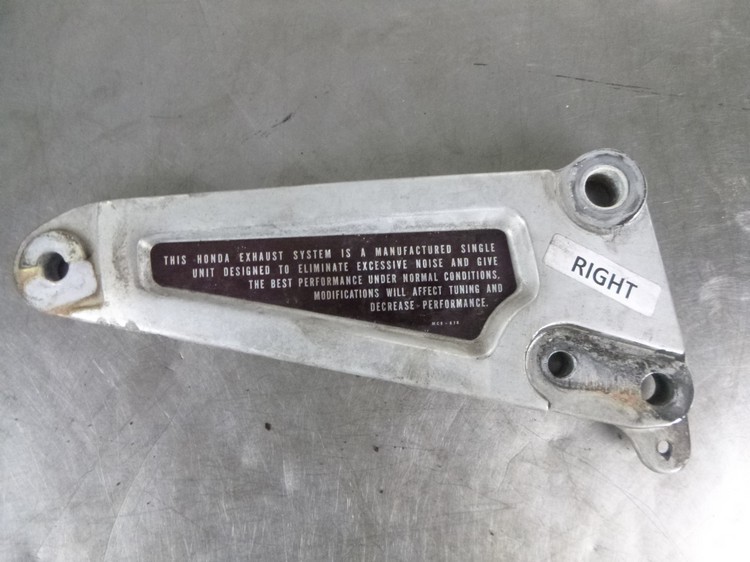 THIS HONDA EXHAUST SYSTEM IS A MANUFACTURED SINGLE
UNIT DESIGNED TO ELIMINATE EXCESSIVE NOISE AND GIVE
THE BEST PERFORMANCE UNDER NORMAL CONDITIONS.
MODIFICATIONS WILL AFFECT TUNING AND
DECREASE PERFORMANCE.
RIGHT